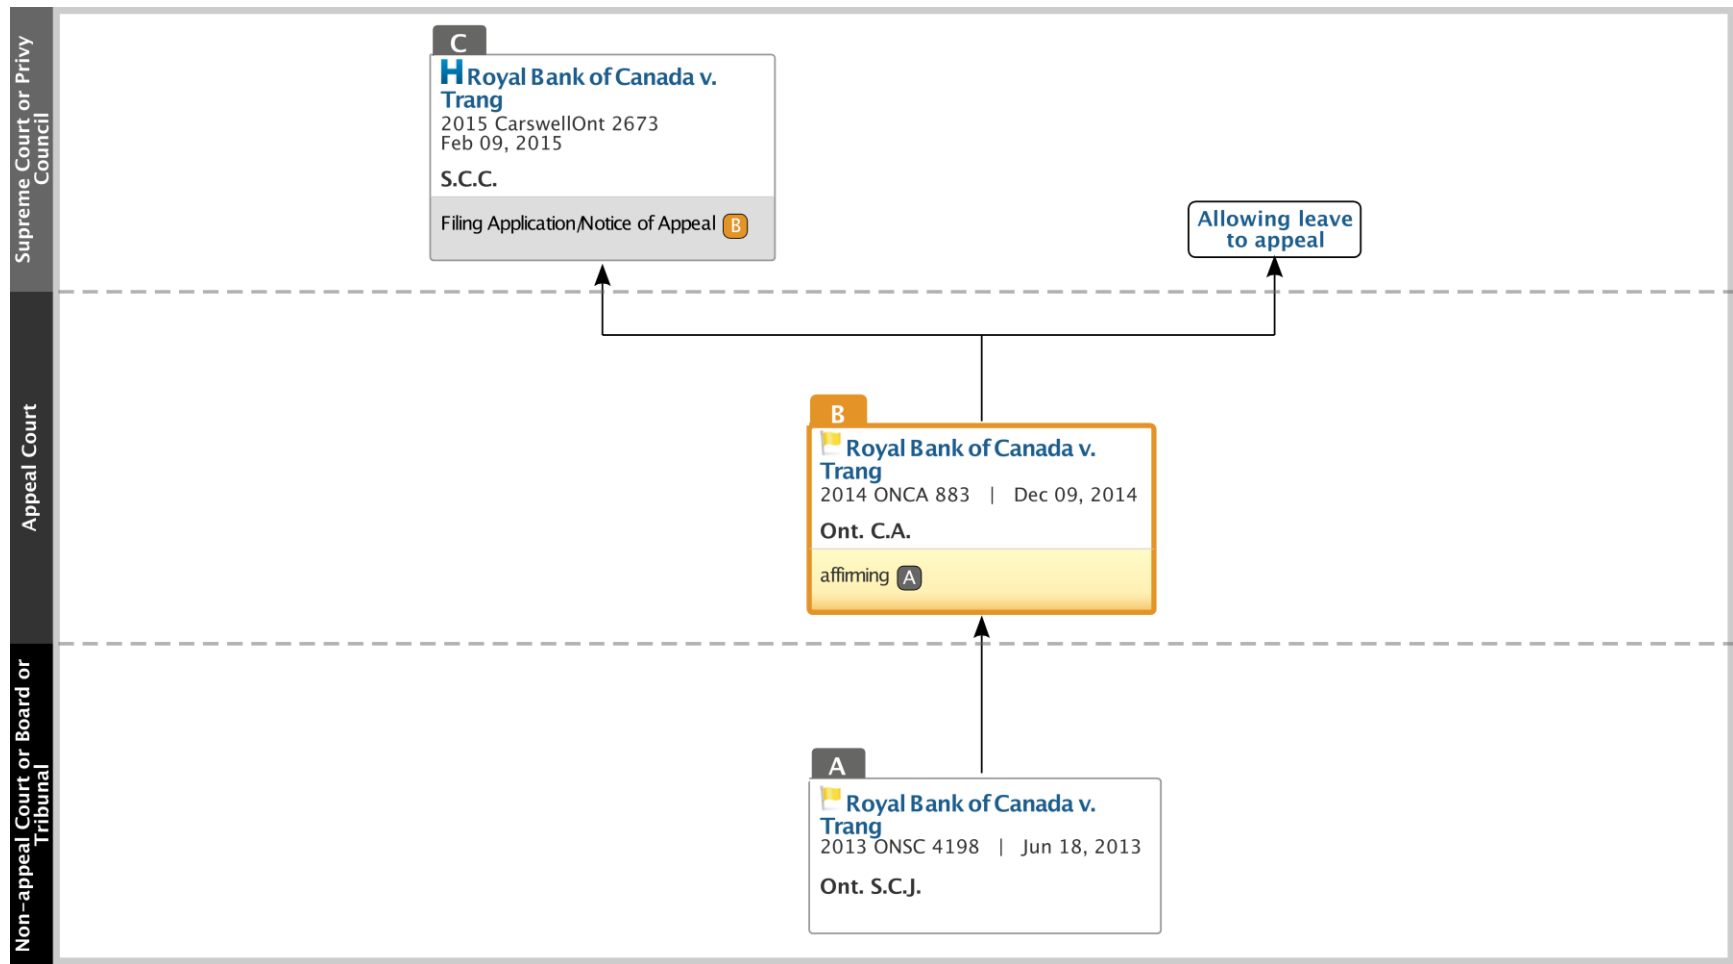 Supreme Court or Privy
Council
C
H Royal Bank of Canada v.
Trang
2015 CarswellOnt 2673
Feb 09, 2015
S.C.C.
Filing Application/Notice of Appeal B
Allowing leave
to appeal
Appeal Court
B
Royal Bank of Canada v.
Trang
2014 ONCA 883 | Dec 09, 2014
Ont. C.A.
affirming A
Non-appeal Court or Board or
Tribunal
A
Royal Bank of Canada v.
Trang
2013 ONSC 4198 | Jun 18, 2013
Ont. S.C.J.